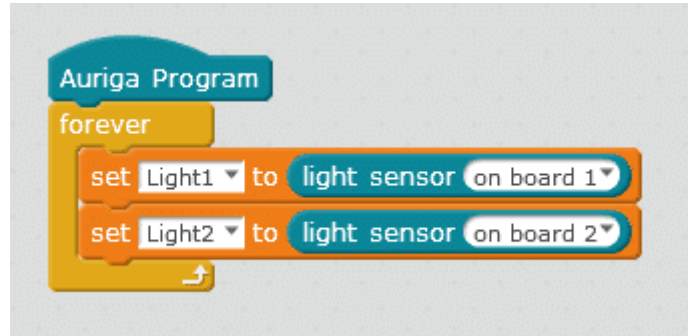 Auriga Program
forever
set Light1 to light sensor on board 1
set Light2 to light sensor on board 2